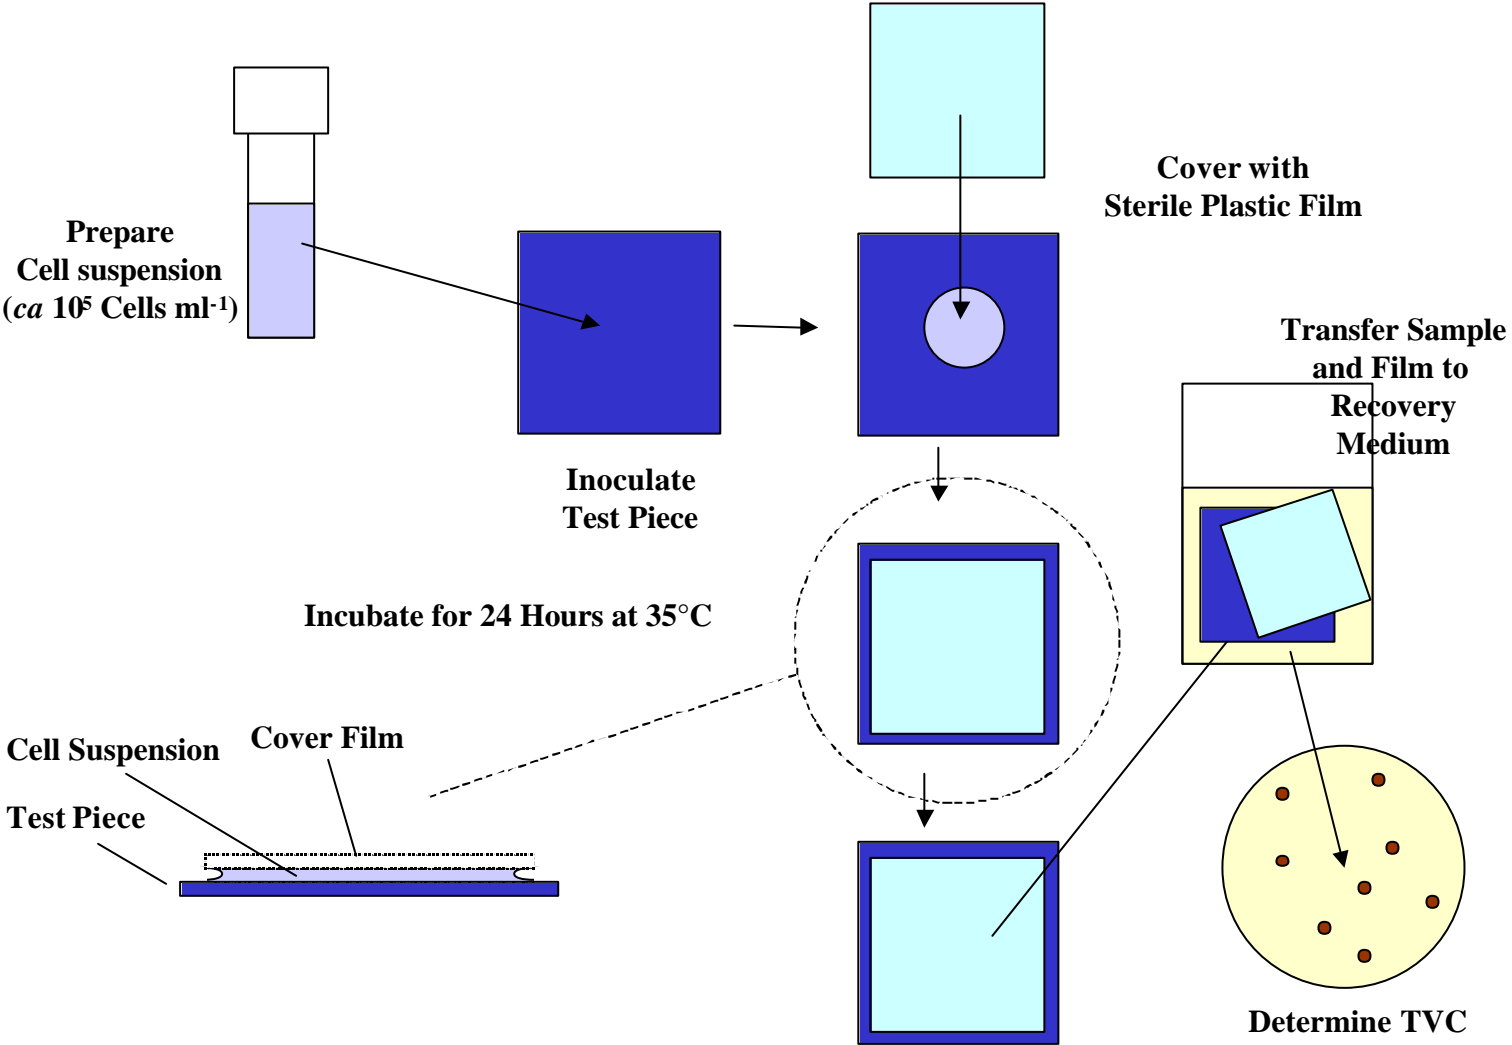 Prepare
Cell suspension
(ca 10⁵ Cells ml⁻¹)
Inoculate
Test Piece
Cover with
Sterile Plastic Film
Incubate for 24 Hours at 35°C
Cell Suspension
Cover Film
Test Piece
Transfer Sample
and Film to
Recovery
Medium
Determine TVC